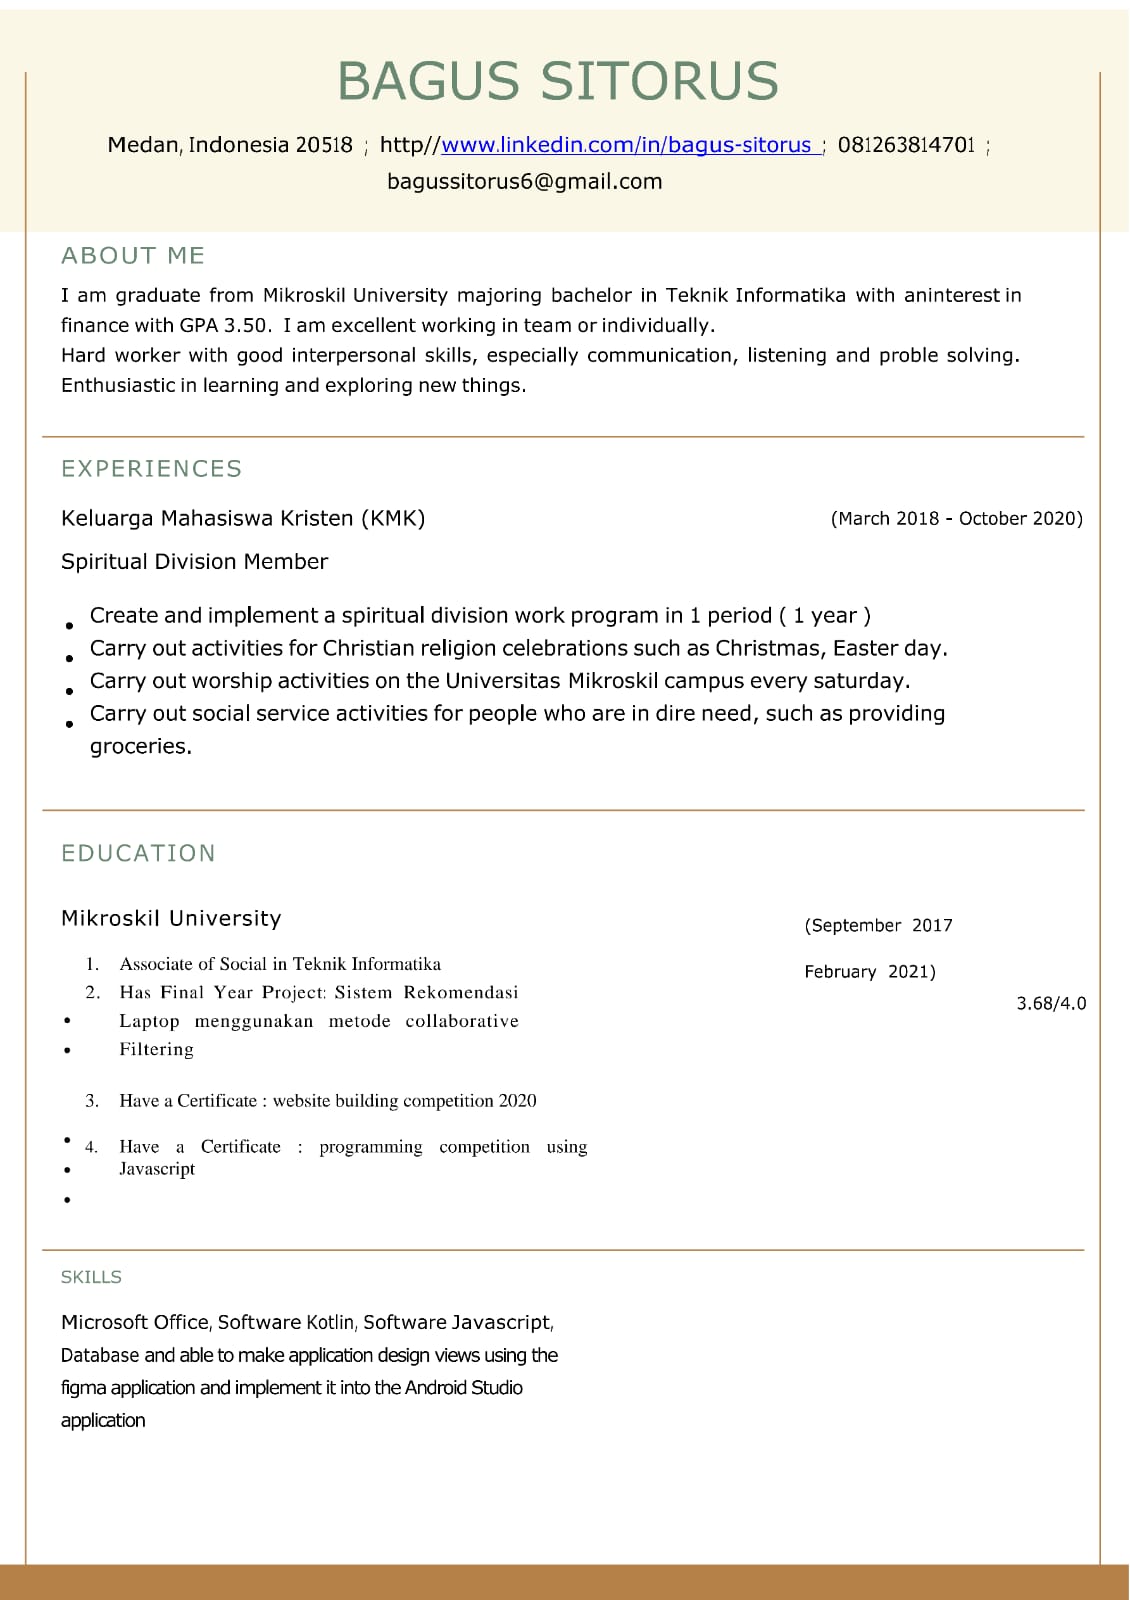 BAGUS SITORUS
Medan, Indonesia 20518 ; http//www.linkedin.com/in/bagus-sitorus ; 081263814701 ;
bagussitorus6@gmail.com
ABOUT ME
I am graduate from Mikroskil University majoring bachelor in Teknik Informatika with aninterest in
finance with GPA 3.50. I am excellent working in team or individually.
Hard worker with good interpersonal skills, especially communication, listening and proble solving.
Enthusiastic in learning and exploring new things.
EXPERIENCES
Keluarga Mahasiswa Kristen (KMK) (March 2018 - October 2020)
Spiritual Division Member
• Create and implement a spiritual division work program in 1 period ( 1 year )
• Carry out activities for Christian religion celebrations such as Christmas, Easter day.
• Carry out worship activities on the Universitas Mikroskil campus every saturday.
• Carry out social service activities for people who are in dire need, such as providing
groceries.
EDUCATION
Mikroskil University (September 2017
1. Associate of Social in Teknik Informatika February 2021)
2. Has Final Year Project: Sistem Rekomendasi 3.68/4.0
• Laptop menggunakan metode collaborative
• Filtering
3. Have a Certificate : website building competition 2020
• 4. Have a Certificate : programming competition using
• Javascript
•
SKILLS
Microsoft Office, Software Kotlin, Software Javascript,
Database and able to make application design views using the
figma application and implement it into the Android Studio
application